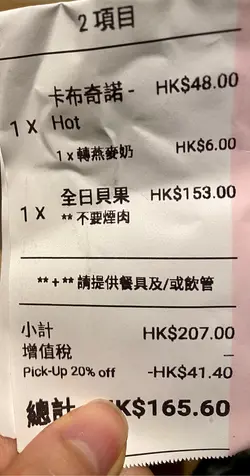 2 項目
卡布奇諾 - HK$48.00
1 x Hot
1 x 轉燕麥奶 HK$6.00
全日貝果 HK$153.00
1 x
** 不要煙肉
** + ** 請提供餐具及/或飲管
小計 HK$207.00
增值稅 –
Pick-Up 20% off -HK$41.40
總計 HK$165.60